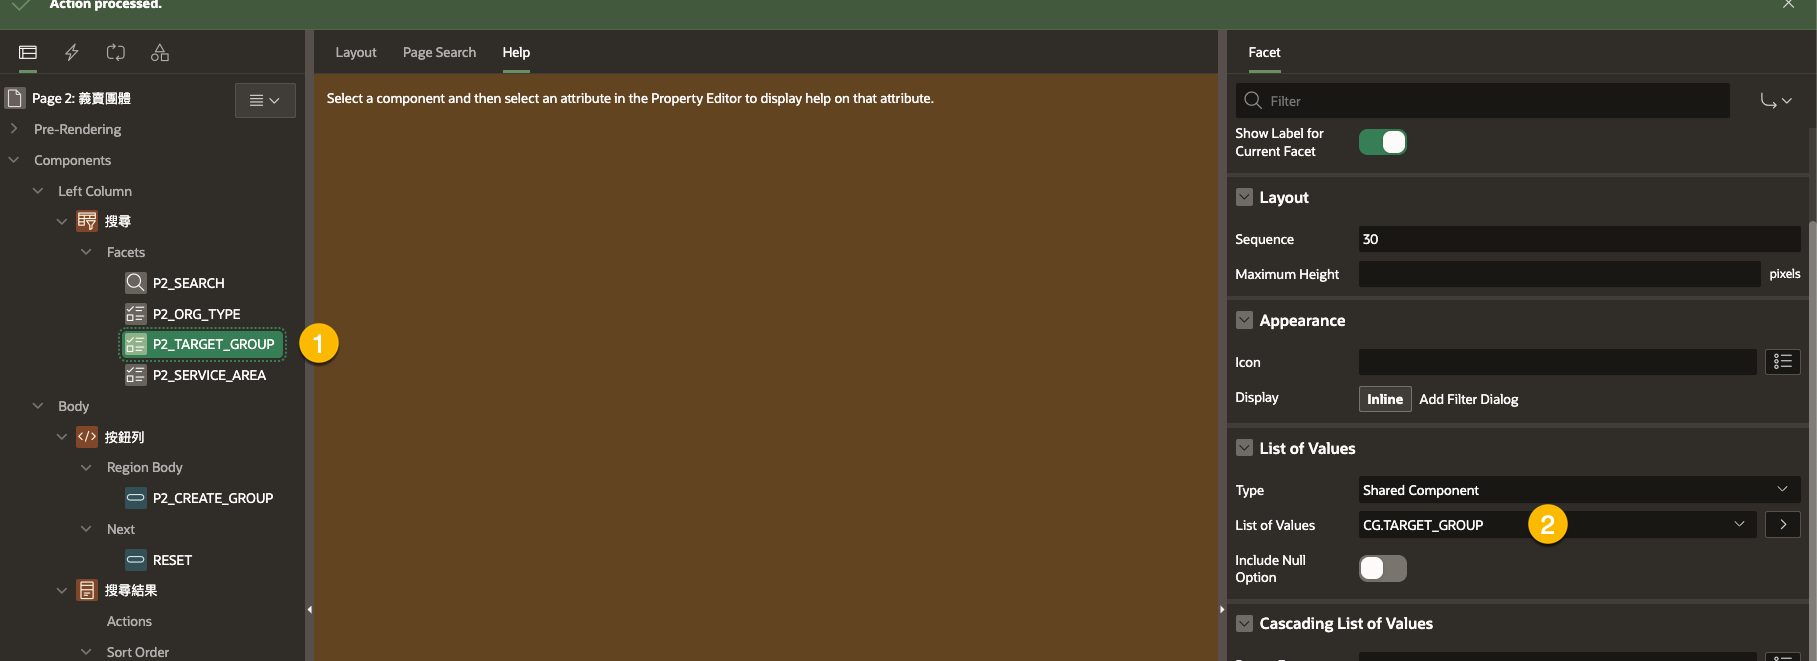 Action processed.
Layout
Page Search
Help
Facet
Page 2: 義賣團體
Pre-Rendering
Components
Left Column
搜尋
Facets
P2_SEARCH
P2_ORG_TYPE
P2_TARGET_GROUP
1
P2_SERVICE_AREA
Body
按鈕列
Region Body
P2_CREATE_GROUP
Next
RESET
搜尋結果
Actions
Sort Order
Select a component and then select an attribute in the Property Editor to display help on that attribute.
Filter
Show Label for
Current Facet
Layout
Sequence
30
Maximum Height
pixels
Appearance
Icon
Display
Inline
Add Filter Dialog
List of Values
Type
Shared Component
List of Values
CG.TARGET_GROUP
2
Include Null
Option
Cascading List of Values